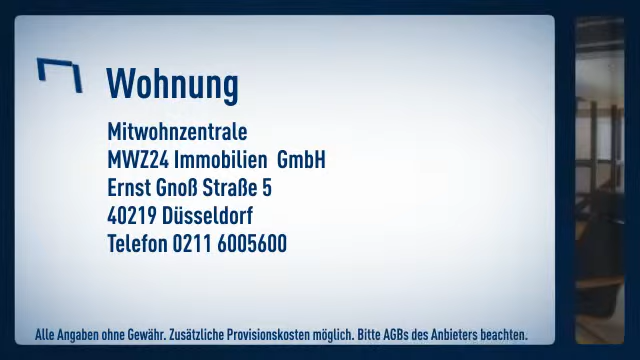 Wohnung
Mitwohnzentrale
MWZ24 Immobilien GmbH
Ernst Gnoß Straße 5
40219 Düsseldorf
Telefon 0211 6005600
Alle Angaben ohne Gewähr. Zusätzliche Provisionskosten möglich. Bitte AGBs des Anbieters beachten.